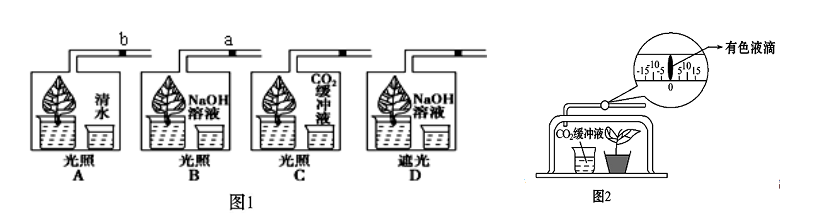 b
a
清水
NaOH
溶液
CO₂
缓冲液
NaOH
溶液
光照
光照
光照
遮光
A
B
C
D
图1
有色液滴
-15 -10 -5 0 5 10 15
CO₂缓冲液
图2